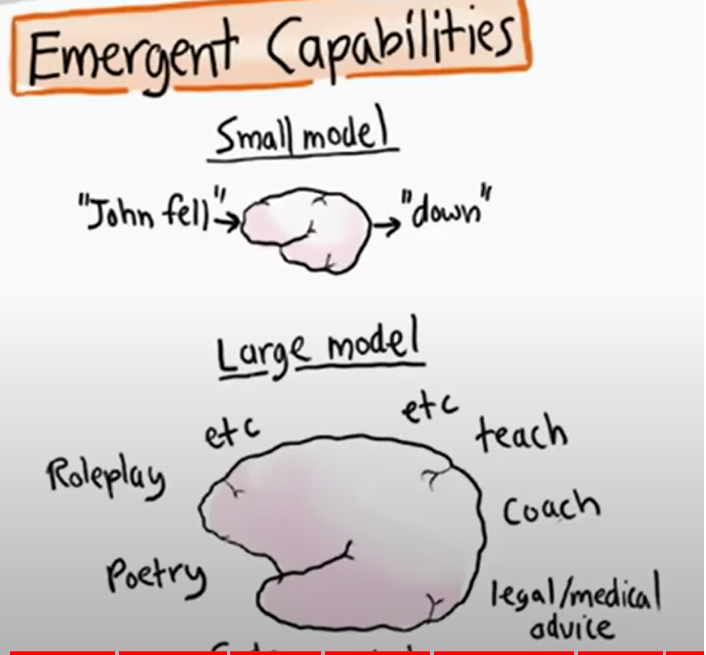 Emergent Capabilities
Small model
"John fell" → "down"
Large model
etc
etc
teach
Roleplay
Coach
Poetry
legal/medical
advice